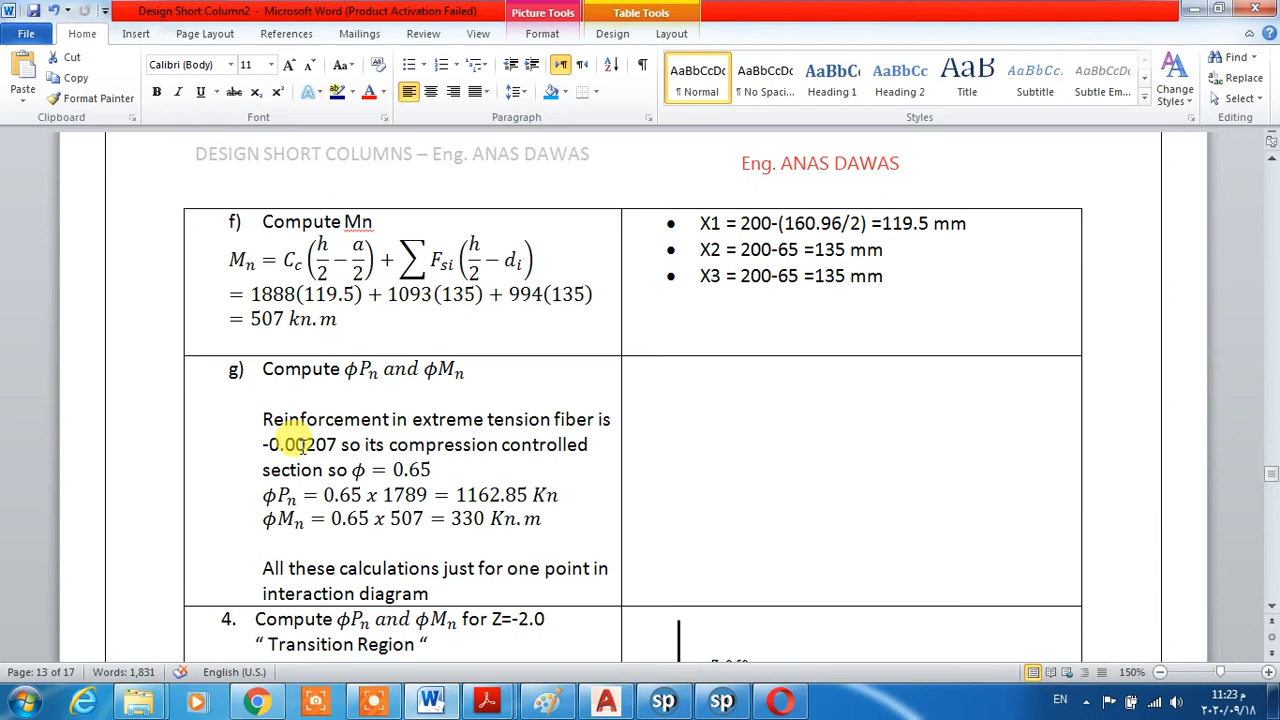 Design Short Column2 - Microsoft Word (Product Activation Failed)
Picture Tools
Table Tools
File
Home
Insert
Page Layout
References
Mailings
Review
View
Format
Design
Layout
Paste
Cut
Copy
Format Painter
Clipboard
Calibri (Body)
11
Font
Paragraph
AaBbCcDc
¶ Normal
AaBbCcDc
¶ No Spaci...
AaBbCc
Heading 1
AaBbCc
Heading 2
AaB
Title
AaBbCc.
Subtitle
AaBbCcDc
Subtle Em...
Styles
Change
Styles
Find
Replace
Select
Editing
DESIGN SHORT COLUMNS – Eng. ANAS DAWAS
Eng. ANAS DAWAS
f) Compute Mn
M_n = C_c (h/2 − a/2) + ∑ F_si (h/2 − d_i)
= 1888(119.5) + 1093(135) + 994(135)
= 507 kn.m
• X1 = 200-(160.96/2) =119.5 mm
• X2 = 200-65 =135 mm
• X3 = 200-65 =135 mm
g) Compute ϕP_n and ϕM_n
Reinforcement in extreme tension fiber is
-0.00207 so its compression controlled
section so ϕ = 0.65
ϕP_n = 0.65 x 1789 = 1162.85 Kn
ϕM_n = 0.65 x 507 = 330 Kn.m
All these calculations just for one point in
interaction diagram
4. Compute ϕP_n and ϕM_n for Z=-2.0
“ Transition Region “
Page: 13 of 17
Words: 1,831
English (U.S.)
150%
EN
11:23 م
٢٠٢٠/٠٩/١٨